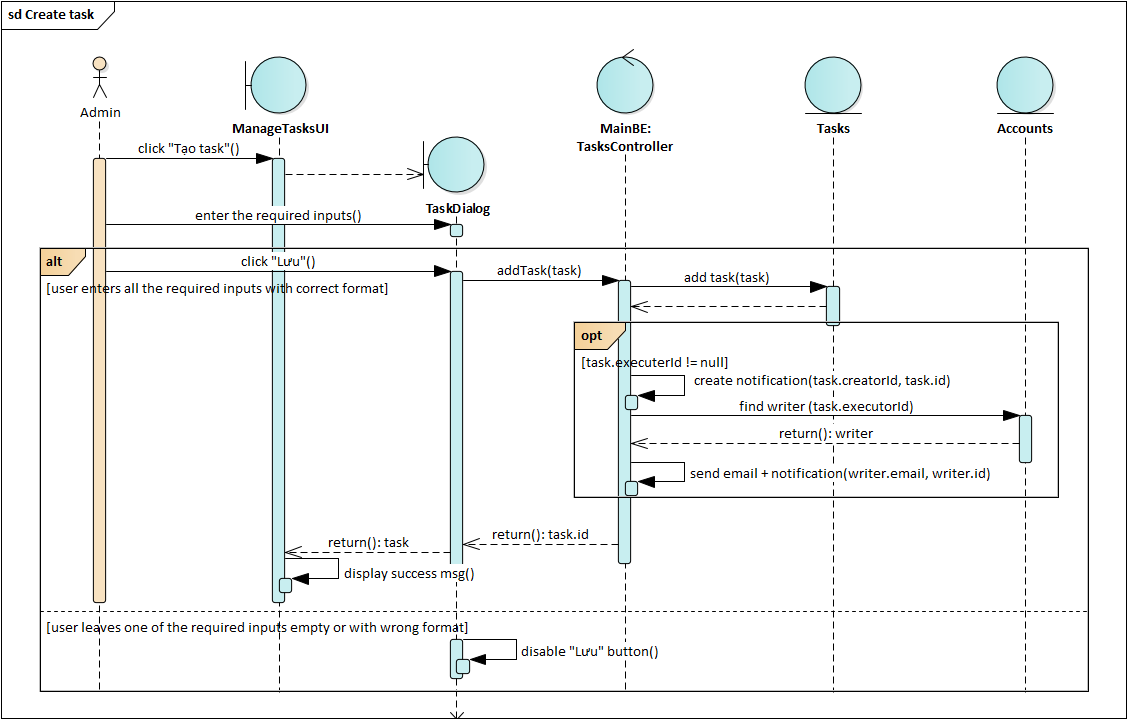 sd Create task
Admin
ManageTasksUI
MainBE:
TasksController
Tasks
Accounts
click "Tạo task"()
TaskDialog
enter the required inputs()
alt
click "Lưu"()
addTask(task)
add task(task)
[user enters all the required inputs with correct format]
opt
[task.executerId != null]
create notification(task.creatorId, task.id)
find writer (task.executorId)
return(): writer
send email + notification(writer.email, writer.id)
return(): task.id
return(): task
display success msg()
[user leaves one of the required inputs empty or with wrong format]
disable "Lưu" button()